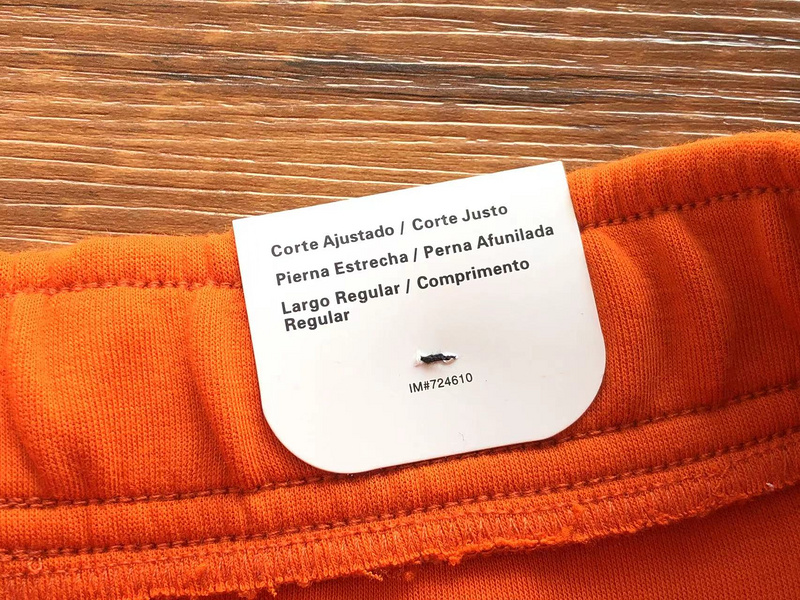 Corte Ajustado / Corte Justo
Pierna Estrecha / Perna Afunilada
Largo Regular / Comprimento
Regular
IM#724610